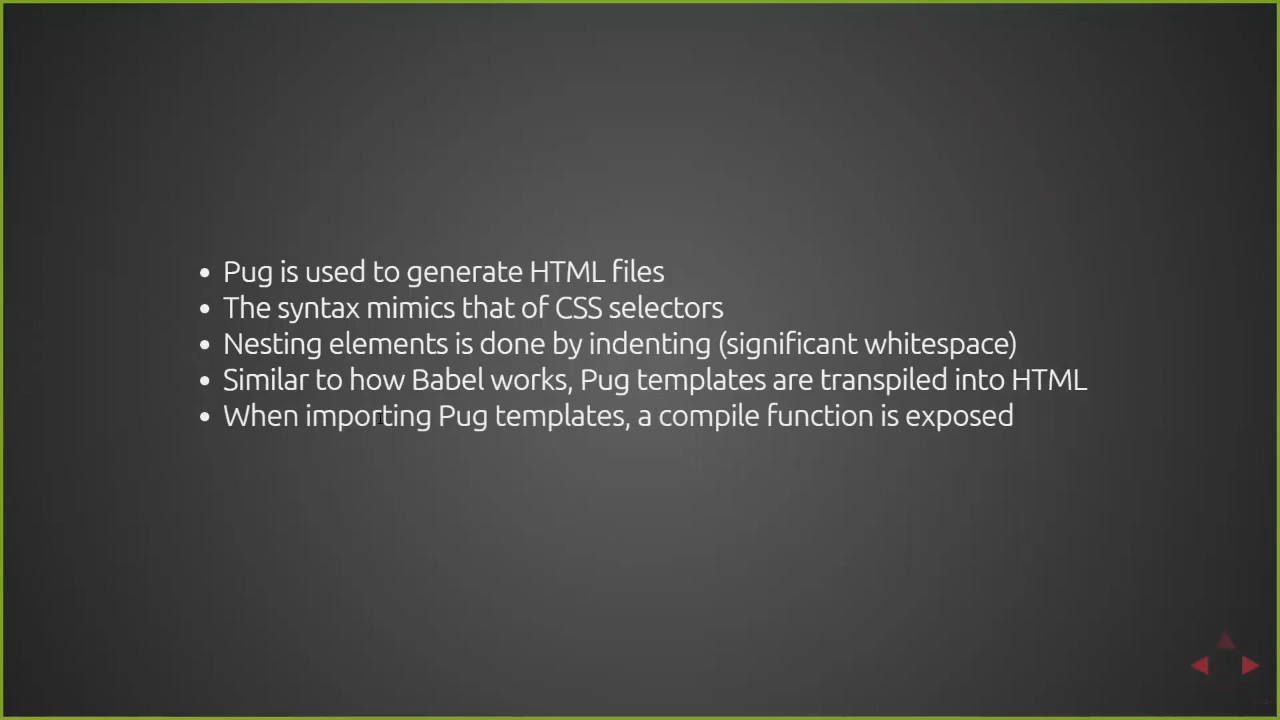 • Pug is used to generate HTML files
• The syntax mimics that of CSS selectors
• Nesting elements is done by indenting (significant whitespace)
• Similar to how Babel works, Pug templates are transpiled into HTML
• When importing Pug templates, a compile function is exposed